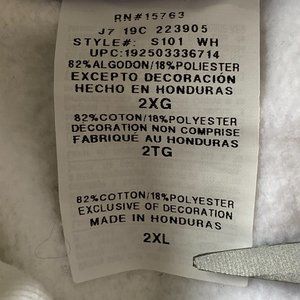 RN#15763
J7 19C 223905
STYLE#: S101 WH
UPC:192503336714
82%ALGODON/18%POLIESTER
EXCEPTO DECORACIÓN
HECHO EN HONDURAS
2XG
82%COTON/18%POLYESTER
DECORATION NON COMPRISE
FABRIQUÉ AU HONDURAS
2TG
82%COTTON/18%POLYESTER
EXCLUSIVE OF DECORATION
MADE IN HONDURAS
2XL